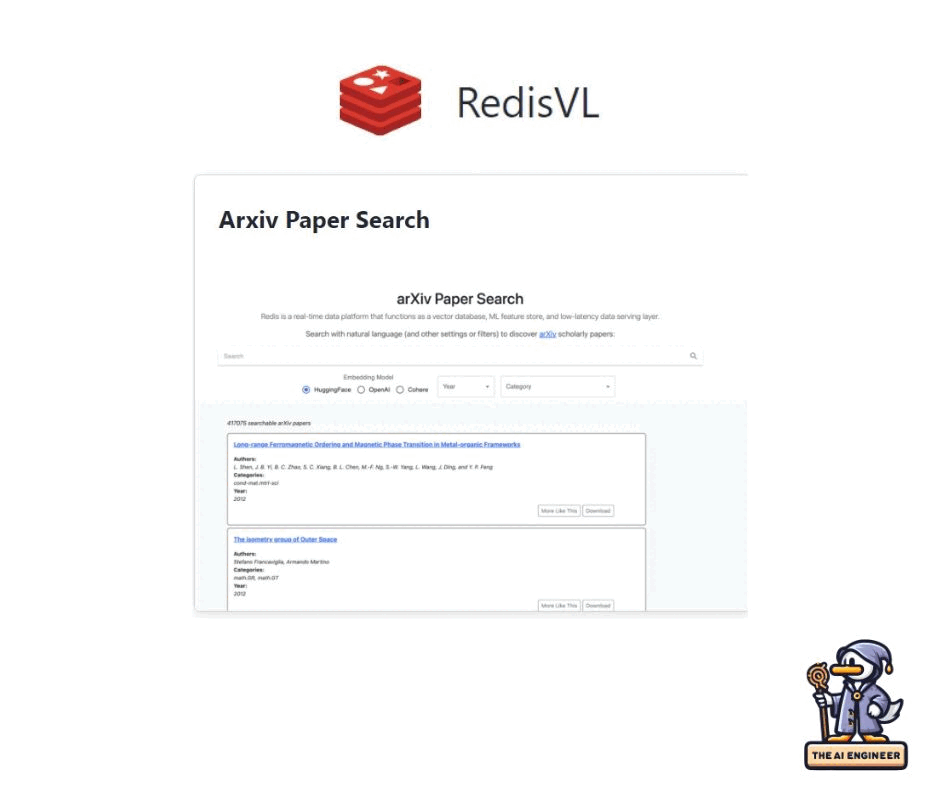 RedisVL
Arxiv Paper Search
arXiv Paper Search
Redis is a real-time data platform that functions as a vector database, ML feature store, and low-latency data serving layer.
Search with natural language (and other settings or filters) to discover arXiv scholarly papers:
Search
Embedding Model
HuggingFace OpenAI Cohere Year Category
417075 searchable arXiv papers
Long-range Ferromagnetic Ordering and Magnetic Phase Transition in Metal-organic Frameworks
Authors:
L. Shen, J. B. Yi, B. C. Zhao, S. C. Xiang, B. L. Chen, M.-F. Ng, S.-W. Yang, L. Wang, J. Ding, and Y. P. Feng
Categories:
cond-mat.mtrl-sci
Year:
2012
More Like This Download
The isometry group of Outer Space
Authors:
Stefano Francaviglia, Armando Martino
Categories:
math.GR, math.GT
Year:
2012
More Like This Download
THE AI ENGINEER